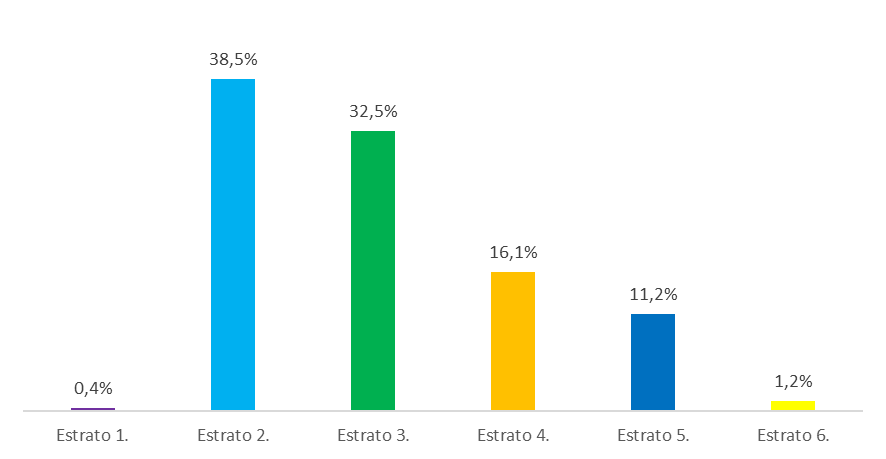 38,5%
32,5%
16,1%
11,2%
1,2%
0,4%
Estrato 1.
Estrato 2.
Estrato 3.
Estrato 4.
Estrato 5.
Estrato 6.